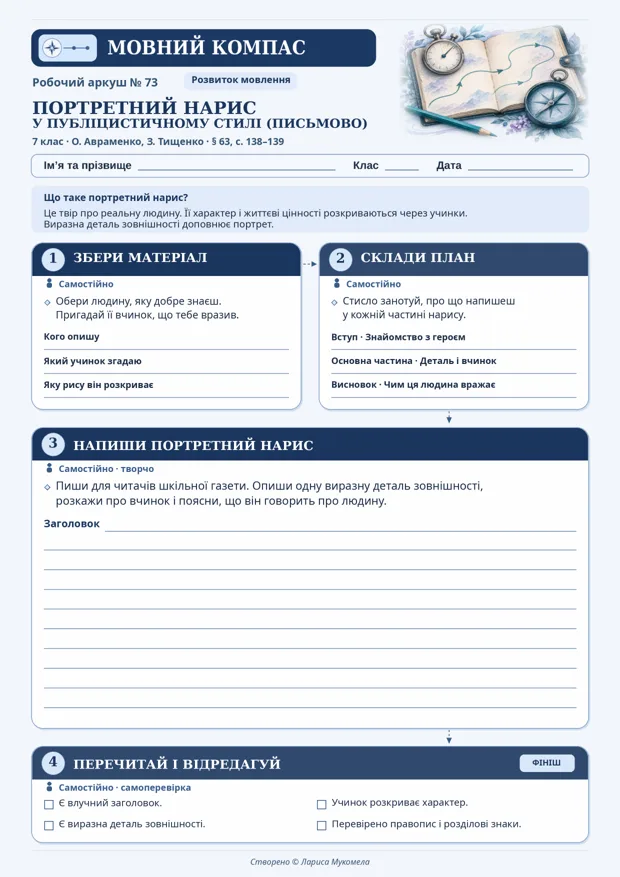 МОВНИЙ КОМПАС
Робочий аркуш № 73
Розвиток мовлення
ПОРТРЕТНИЙ НАРИС
У ПУБЛІЦИСТИЧНОМУ СТИЛІ (ПИСЬМОВО)
7 клас · О. Авраменко, З. Тищенко · § 63, с. 138–139
Ім’я та прізвище Клас Дата
Що таке портретний нарис?
Це твір про реальну людину. Її характер і життєві цінності розкриваються через учинки.
Виразна деталь зовнішності доповнює портрет.
1 ЗБЕРИ МАТЕРІАЛ
Самостійно
Обери людину, яку добре знаєш.
Пригадай її вчинок, що тебе вразив.
Кого опишу
Який учинок згадаю
Яку рису він розкриває
2 СКЛАДИ ПЛАН
Самостійно
Стисло занотуй, про що напишеш
у кожній частині нарису.
Вступ · Знайомство з героєм
Основна частина · Деталь і вчинок
Висновок · Чим ця людина вражає
3 НАПИШИ ПОРТРЕТНИЙ НАРИС
Самостійно · творчо
Пиши для читачів шкільної газети. Опиши одну виразну деталь зовнішності,
розкажи про вчинок і поясни, що він говорить про людину.
Заголовок
4 ПЕРЕЧИТАЙ І ВІДРЕДАГУЙ
ФІНІШ
Самостійно · самоперевірка
Є влучний заголовок.
Учинок розкриває характер.
Є виразна деталь зовнішності.
Перевірено правопис і розділові знаки.
Створено © Лариса Мукомела